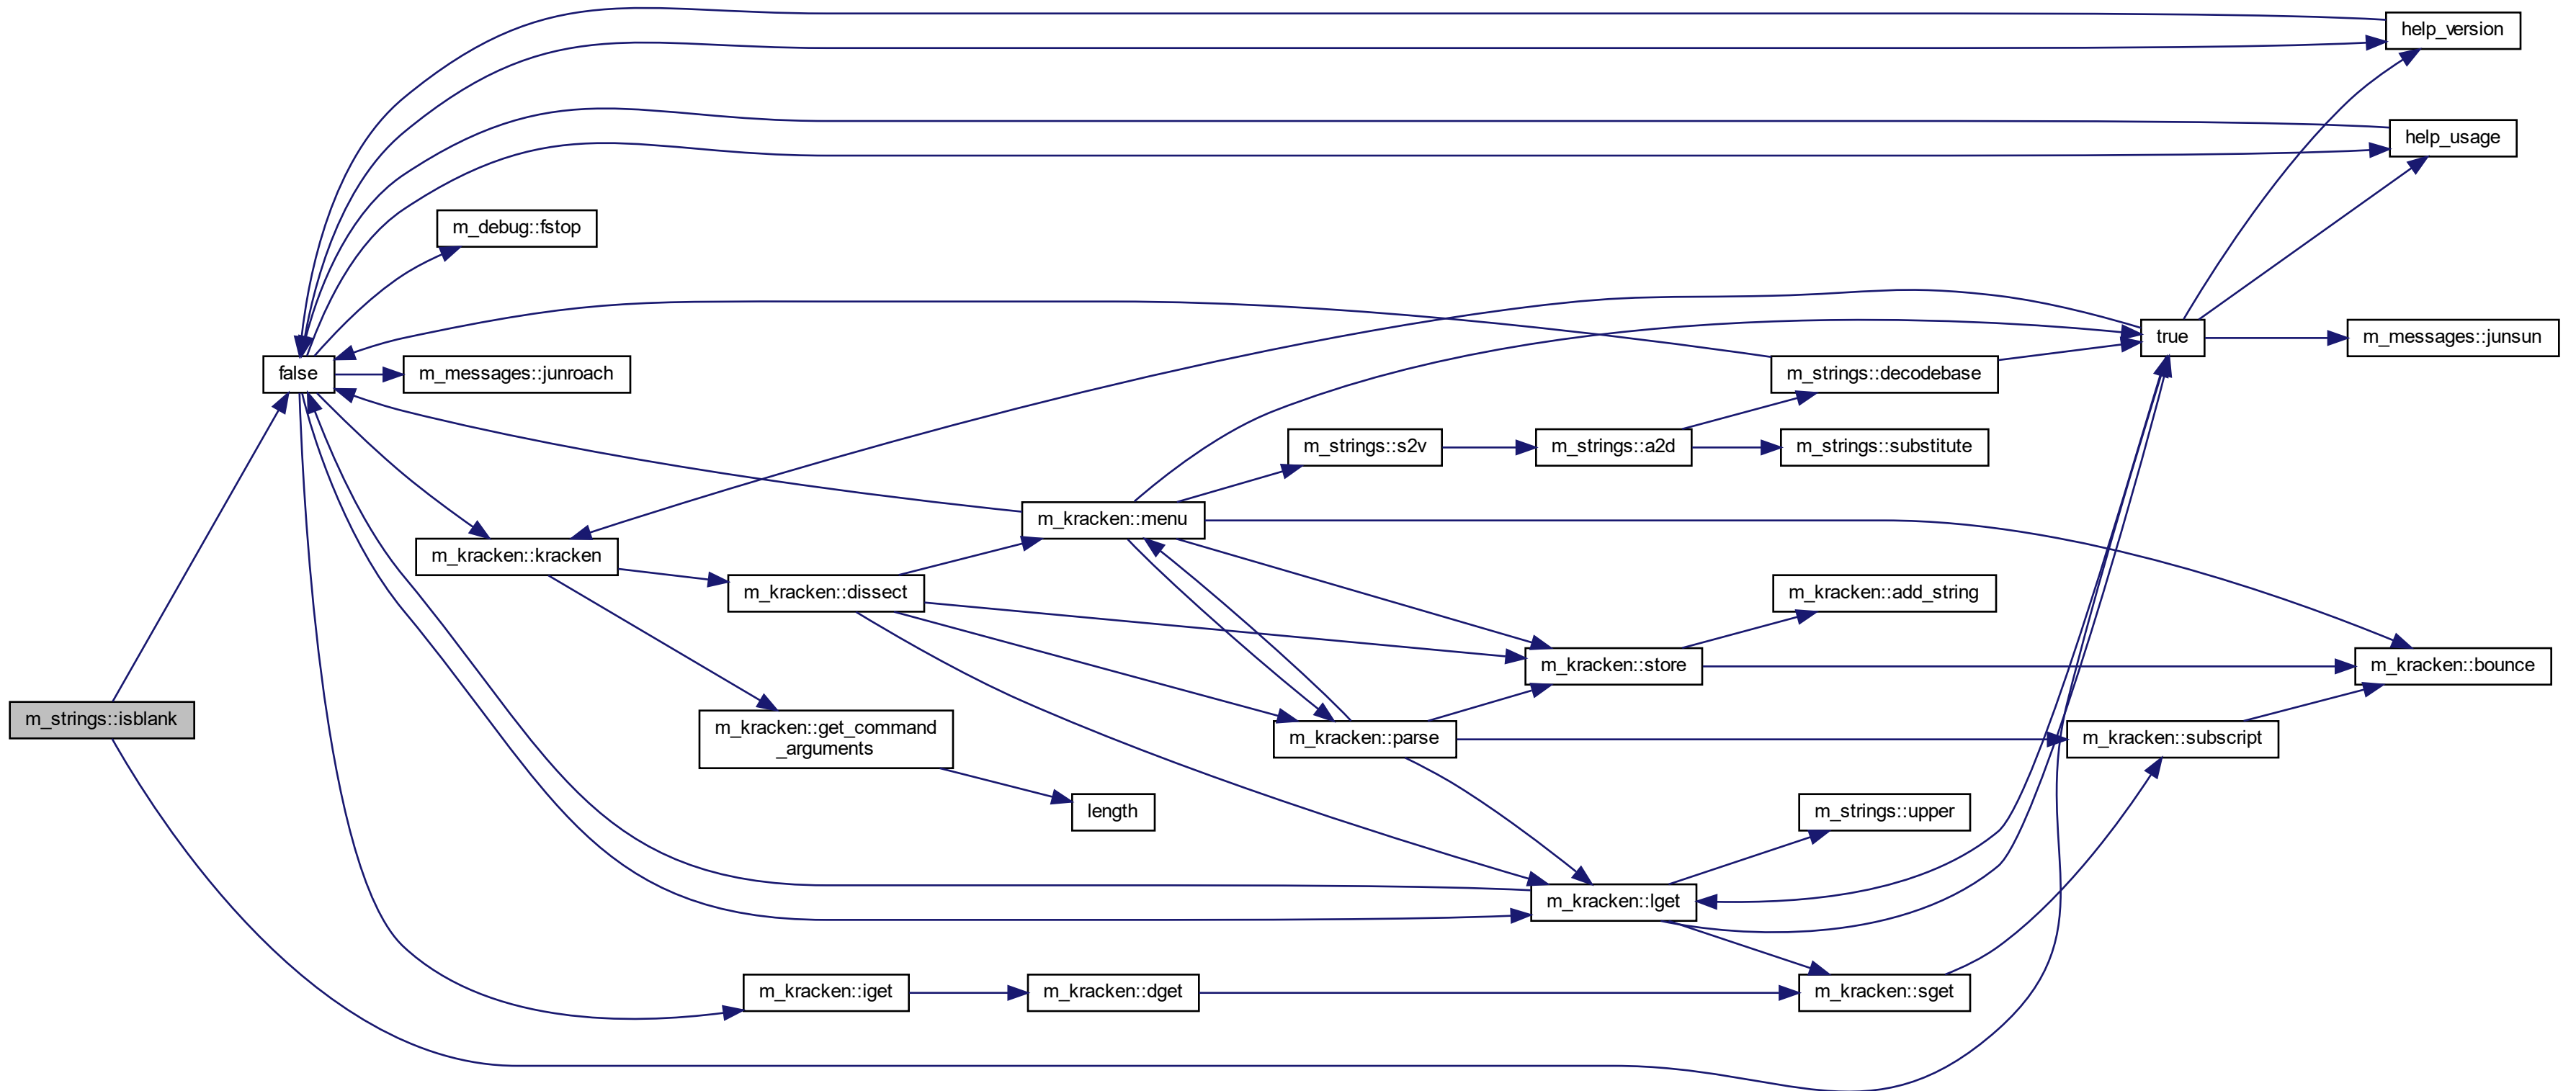 help_version
help_usage
m_debug::fstop
true
m_messages::junsun
false
m_messages::junroach
m_strings::decodebase
m_strings::s2v
m_strings::a2d
m_strings::substitute
m_kracken::menu
m_kracken::kracken
m_kracken::dissect
m_kracken::add_string
m_kracken::store
m_kracken::bounce
m_strings::isblank
m_kracken::get_command
_arguments
m_kracken::parse
m_kracken::subscript
length
m_strings::upper
m_kracken::lget
m_kracken::iget
m_kracken::dget
m_kracken::sget